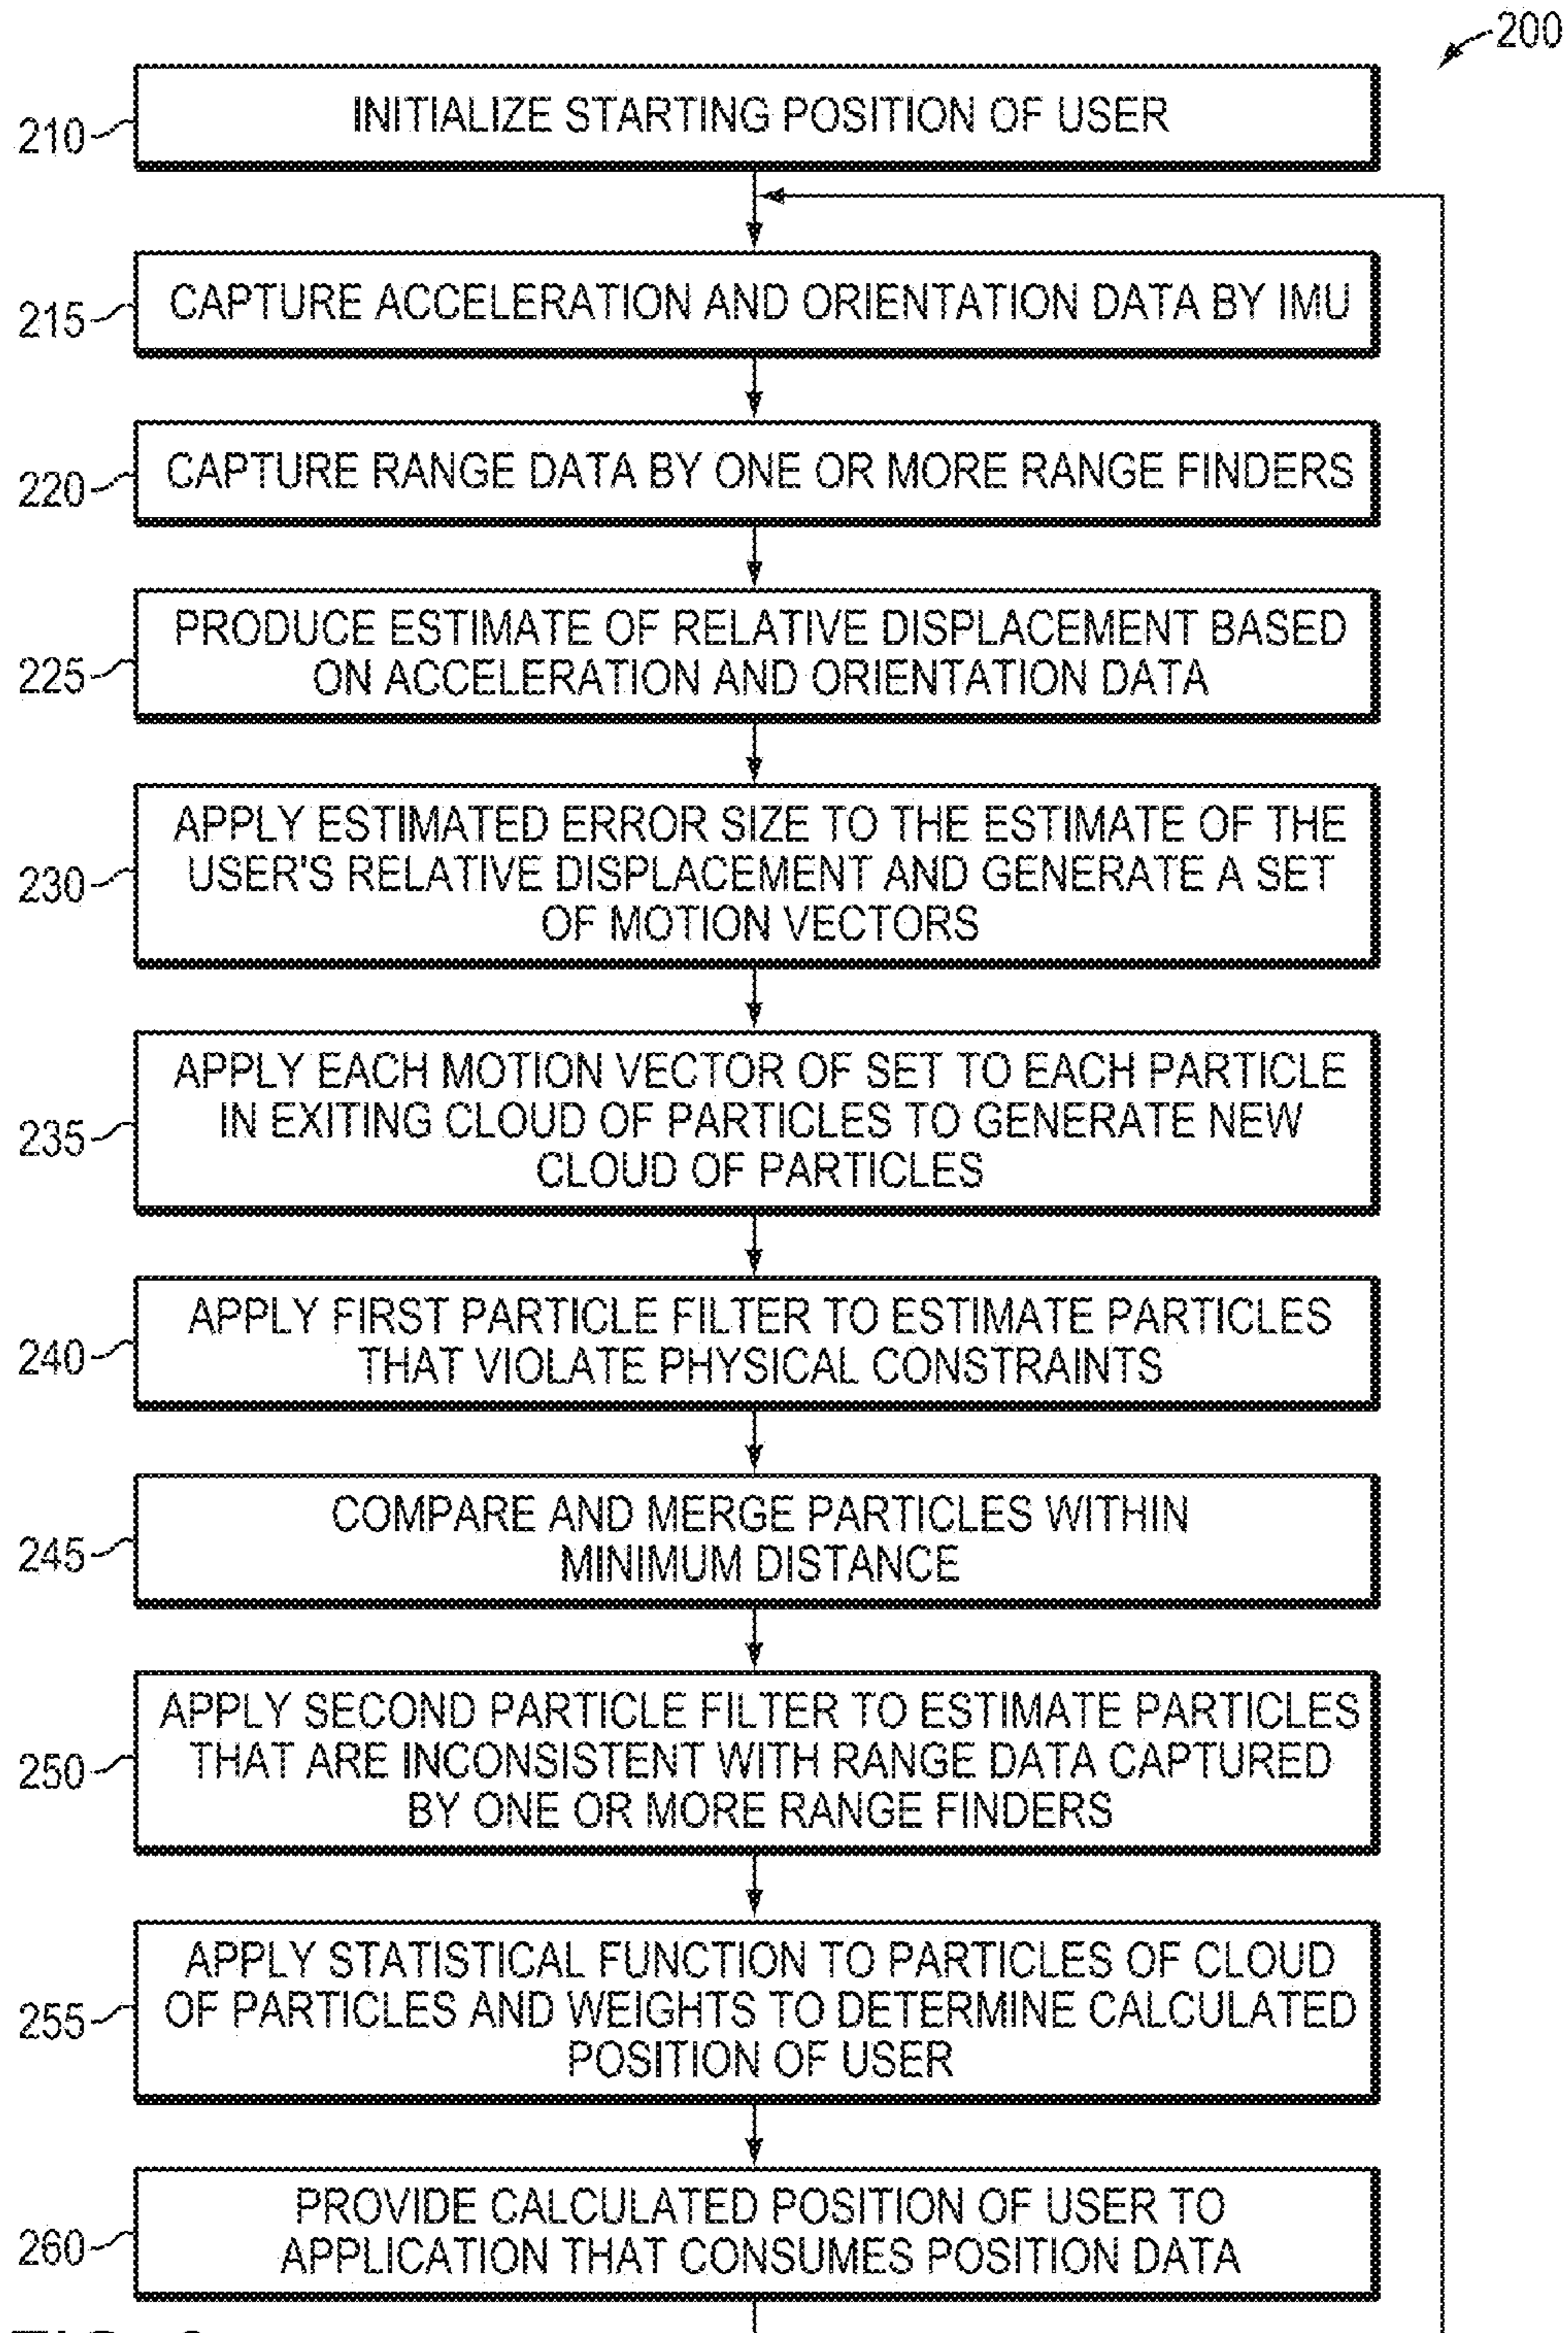 200
210
INITIALIZE STARTING POSITION OF USER
215
CAPTURE ACCELERATION AND ORIENTATION DATA BY IMU
220
CAPTURE RANGE DATA BY ONE OR MORE RANGE FINDERS
225
PRODUCE ESTIMATE OF RELATIVE DISPLACEMENT BASED
ON ACCELERATION AND ORIENTATION DATA
230
APPLY ESTIMATED ERROR SIZE TO THE ESTIMATE OF THE
USER'S RELATIVE DISPLACEMENT AND GENERATE A SET
OF MOTION VECTORS
235
APPLY EACH MOTION VECTOR OF SET TO EACH PARTICLE
IN EXITING CLOUD OF PARTICLES TO GENERATE NEW
CLOUD OF PARTICLES
240
APPLY FIRST PARTICLE FILTER TO ESTIMATE PARTICLES
THAT VIOLATE PHYSICAL CONSTRAINTS
245
COMPARE AND MERGE PARTICLES WITHIN
MINIMUM DISTANCE
250
APPLY SECOND PARTICLE FILTER TO ESTIMATE PARTICLES
THAT ARE INCONSISTENT WITH RANGE DATA CAPTURED
BY ONE OR MORE RANGE FINDERS
255
APPLY STATISTICAL FUNCTION TO PARTICLES OF CLOUD
OF PARTICLES AND WEIGHTS TO DETERMINE CALCULATED
POSITION OF USER
260
PROVIDE CALCULATED POSITION OF USER TO
APPLICATION THAT CONSUMES POSITION DATA